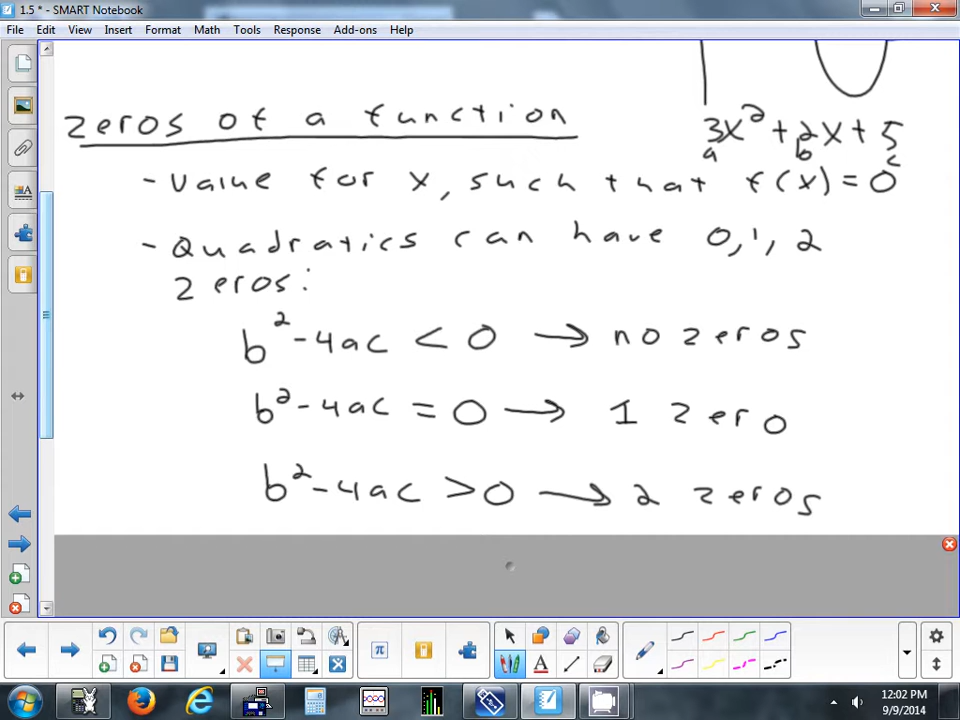 1.5 * - SMART Notebook
File Edit View Insert Format Math Tools Response Add-ons Help
zeros of a function
3x² + 2x + 5
a b c
- Value for x, such that f(x) = 0
- Quadratics can have 0, 1, 2
zeros:
b² - 4ac < 0 → no zeros
b² - 4ac = 0 → 1 zero
b² - 4ac > 0 → 2 zeros
12:02 PM
9/9/2014